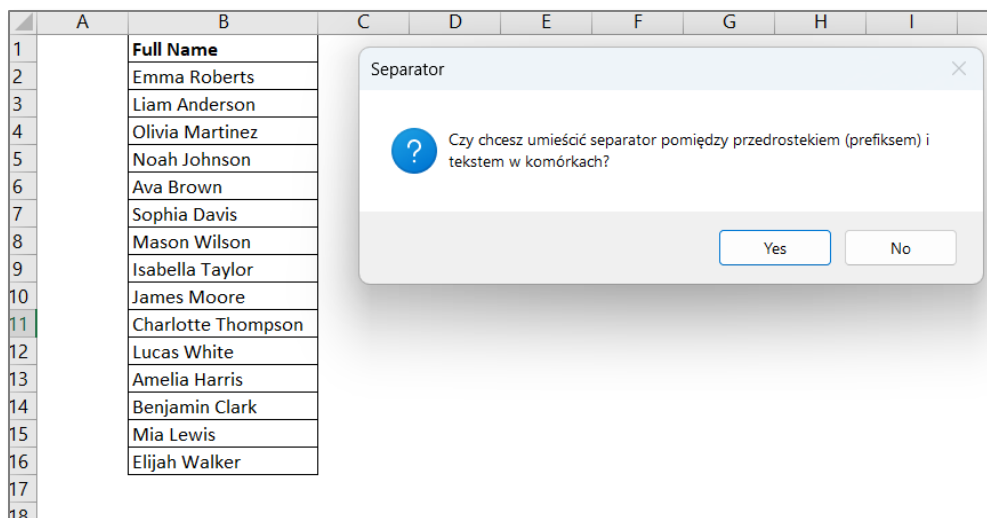 A B C D E F G H I
1 Full Name
2 Emma Roberts
3 Liam Anderson
4 Olivia Martinez
5 Noah Johnson
6 Ava Brown
7 Sophia Davis
8 Mason Wilson
9 Isabella Taylor
10 James Moore
11 Charlotte Thompson
12 Lucas White
13 Amelia Harris
14 Benjamin Clark
15 Mia Lewis
16 Elijah Walker
17
18
Separator
Czy chcesz umieścić separator pomiędzy przedrostekiem (prefiksem) i
tekstem w komórkach?
Yes No